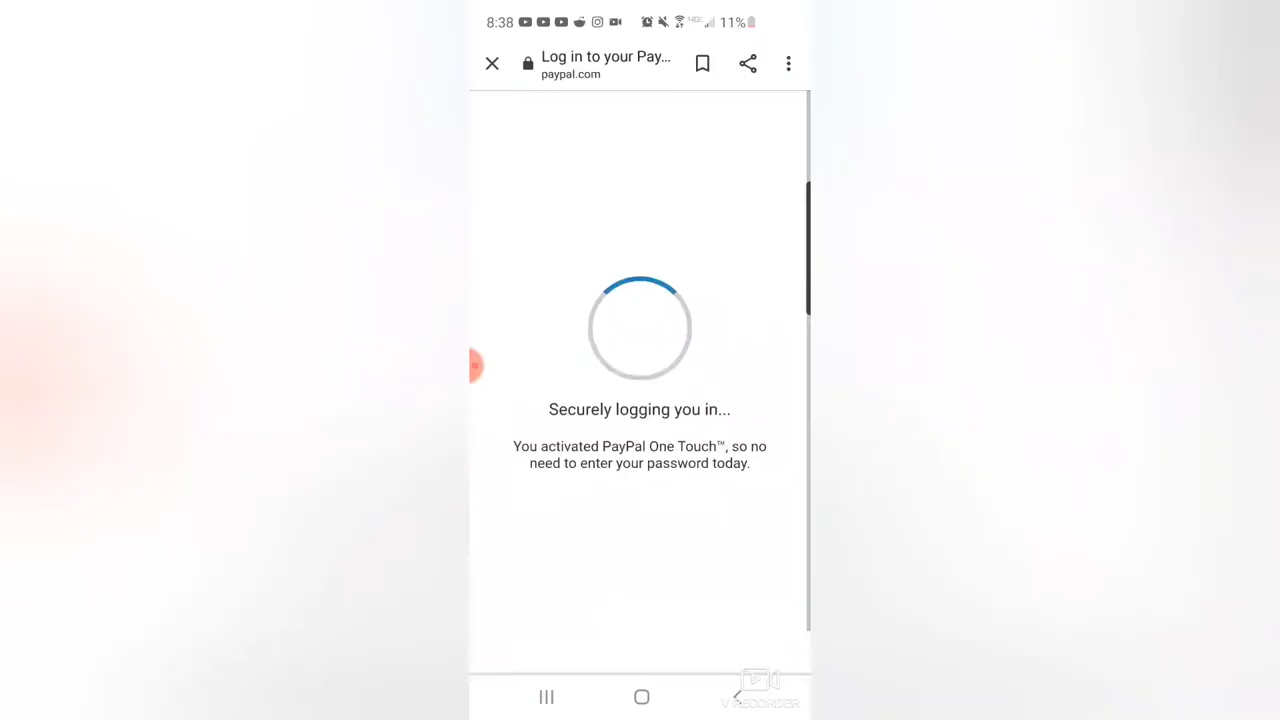 8:38 11%
Log in to your Pay...
paypal.com
Securely logging you in...
You activated PayPal One Touch™, so no
need to enter your password today.
VRECORDER